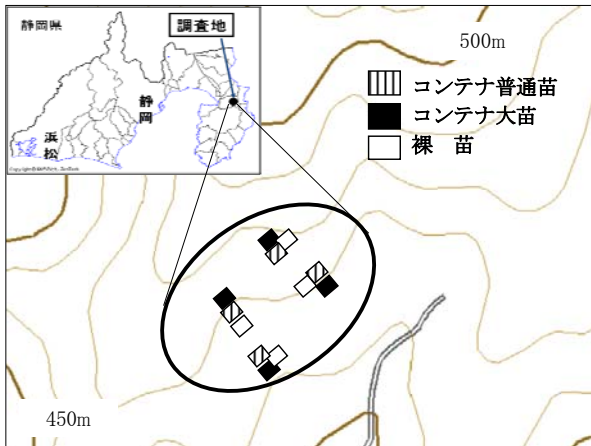 静岡県
調査地
静岡
浜松
500m
コンテナ普通苗
コンテナ大苗
裸 苗
450m